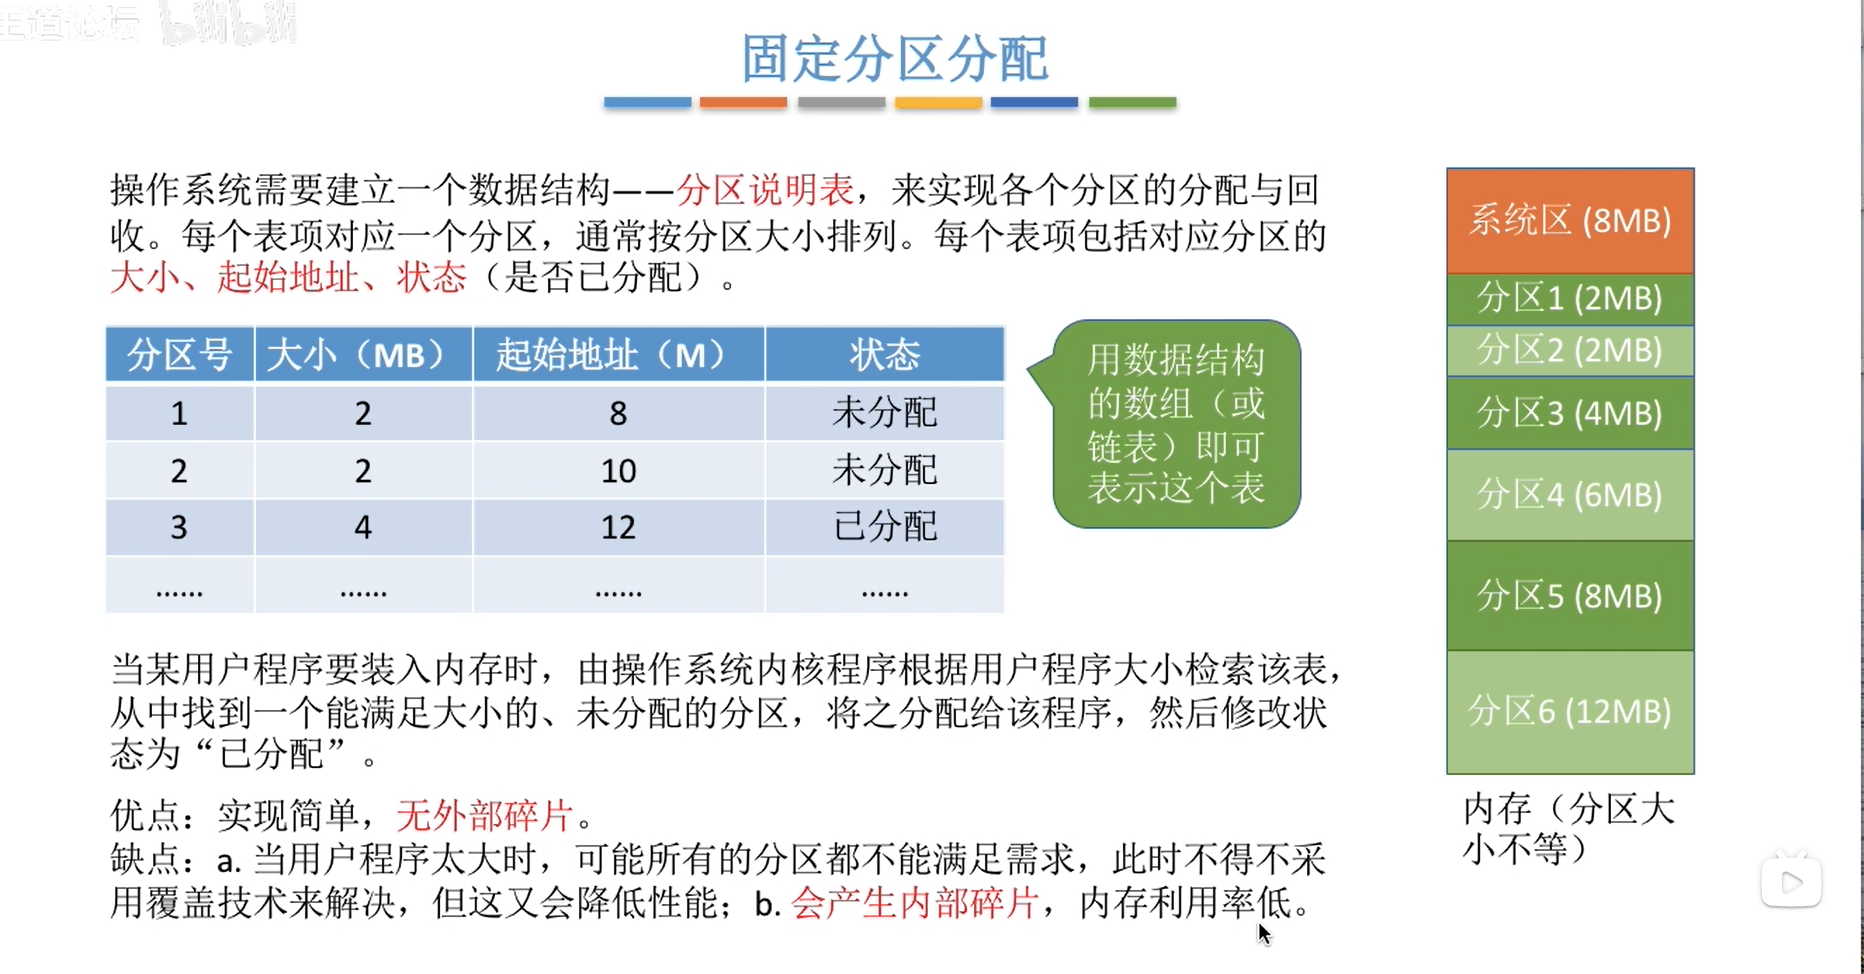 王道论坛 bilibili
固定分区分配
操作系统需要建立一个数据结构——分区说明表，来实现各个分区的分配与回
收。每个表项对应一个分区，通常按分区大小排列。每个表项包括对应分区的
大小、起始地址、状态（是否已分配）。
分区号 大小（MB） 起始地址（M） 状态
1 2 8 未分配
2 2 10 未分配
3 4 12 已分配
…… …… …… ……
用数据结构
的数组（或
链表）即可
表示这个表
当某用户程序要装入内存时，由操作系统内核程序根据用户程序大小检索该表，
从中找到一个能满足大小的、未分配的分区，将之分配给该程序，然后修改状
态为“已分配”。
优点：实现简单，无外部碎片。
缺点：a. 当用户程序太大时，可能所有的分区都不能满足需求，此时不得不采
用覆盖技术来解决，但这又会降低性能；b. 会产生内部碎片，内存利用率低。
系统区 (8MB)
分区1 (2MB)
分区2 (2MB)
分区3 (4MB)
分区4 (6MB)
分区5 (8MB)
分区6 (12MB)
内存（分区大
小不等）